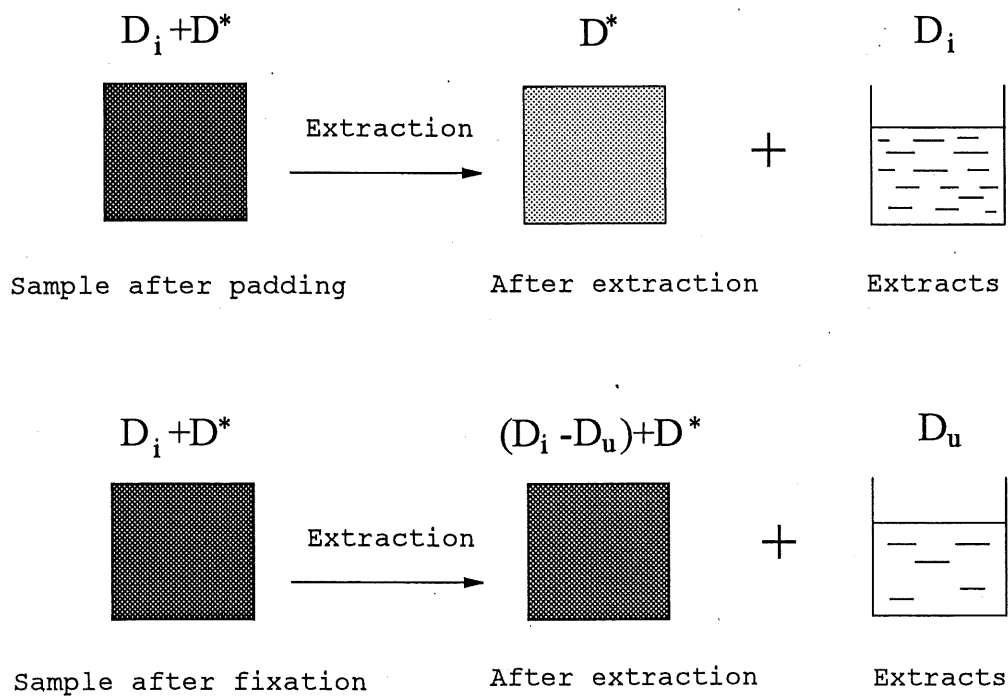 D_i +D* D* D_i
Extraction
+
Sample after padding After extraction Extracts
D_i +D* (D_i -D_u)+D* D_u
Extraction
+
Sample after fixation After extraction Extracts